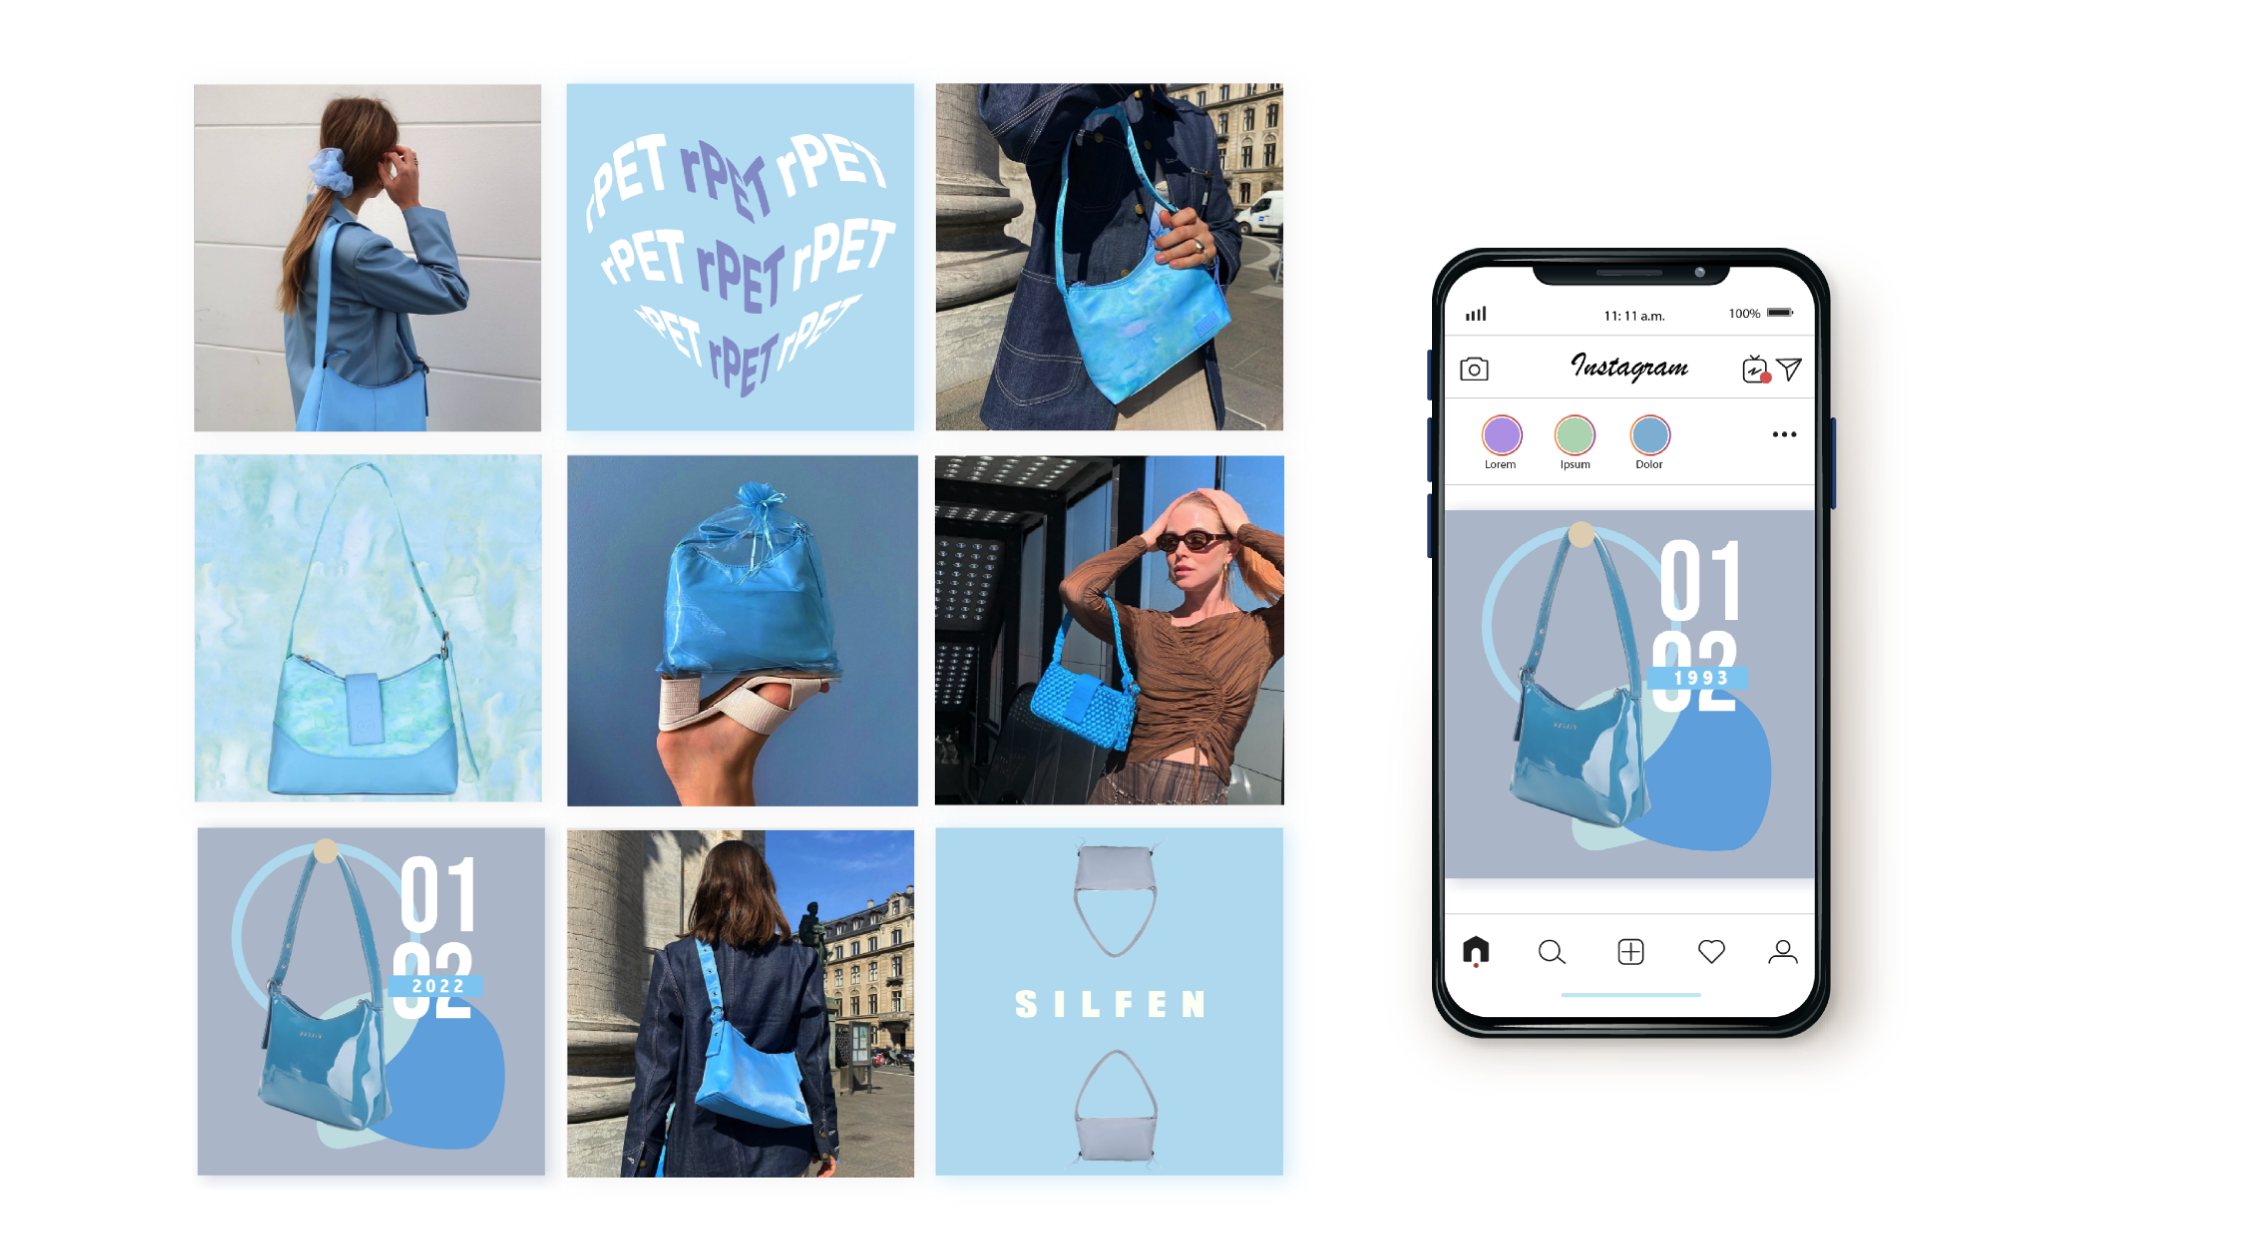 rPET rPET rPET
rPET rPET rPET
rPET rPET rPET
01
02
2022
SILFEN
11:11 a.m.
100%
Instagram
Lorem
Ipsum
Dolor
01
02
1993